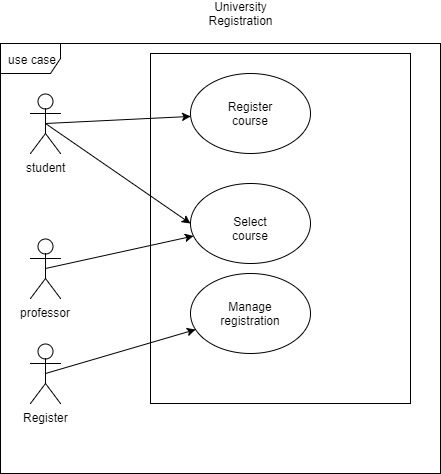 University
Registration
use case
Register
course
student
Select
course
professor
Manage
registration
Register